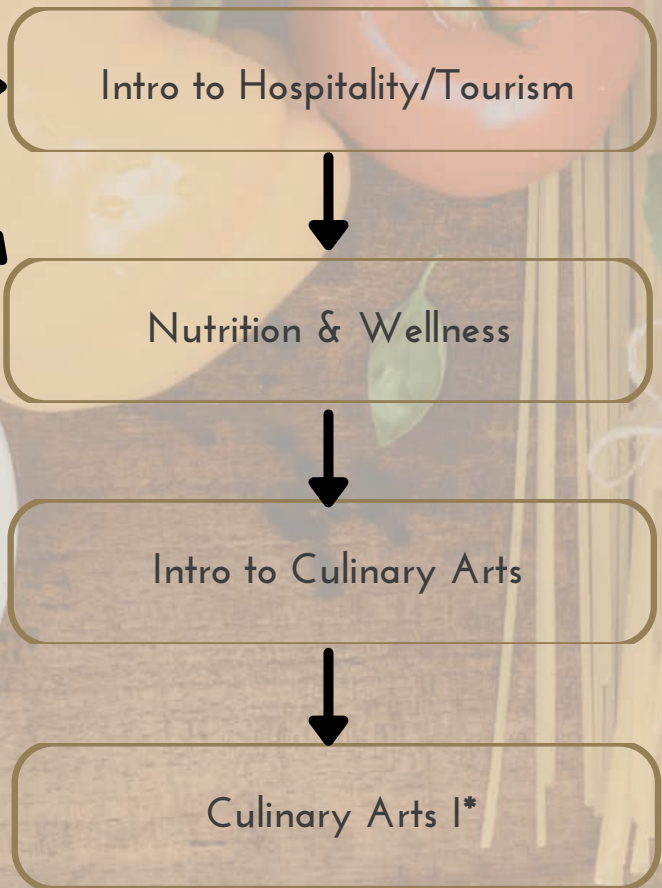 Intro to Hospitality/Tourism
Nutrition & Wellness
Intro to Culinary Arts
Culinary Arts I*